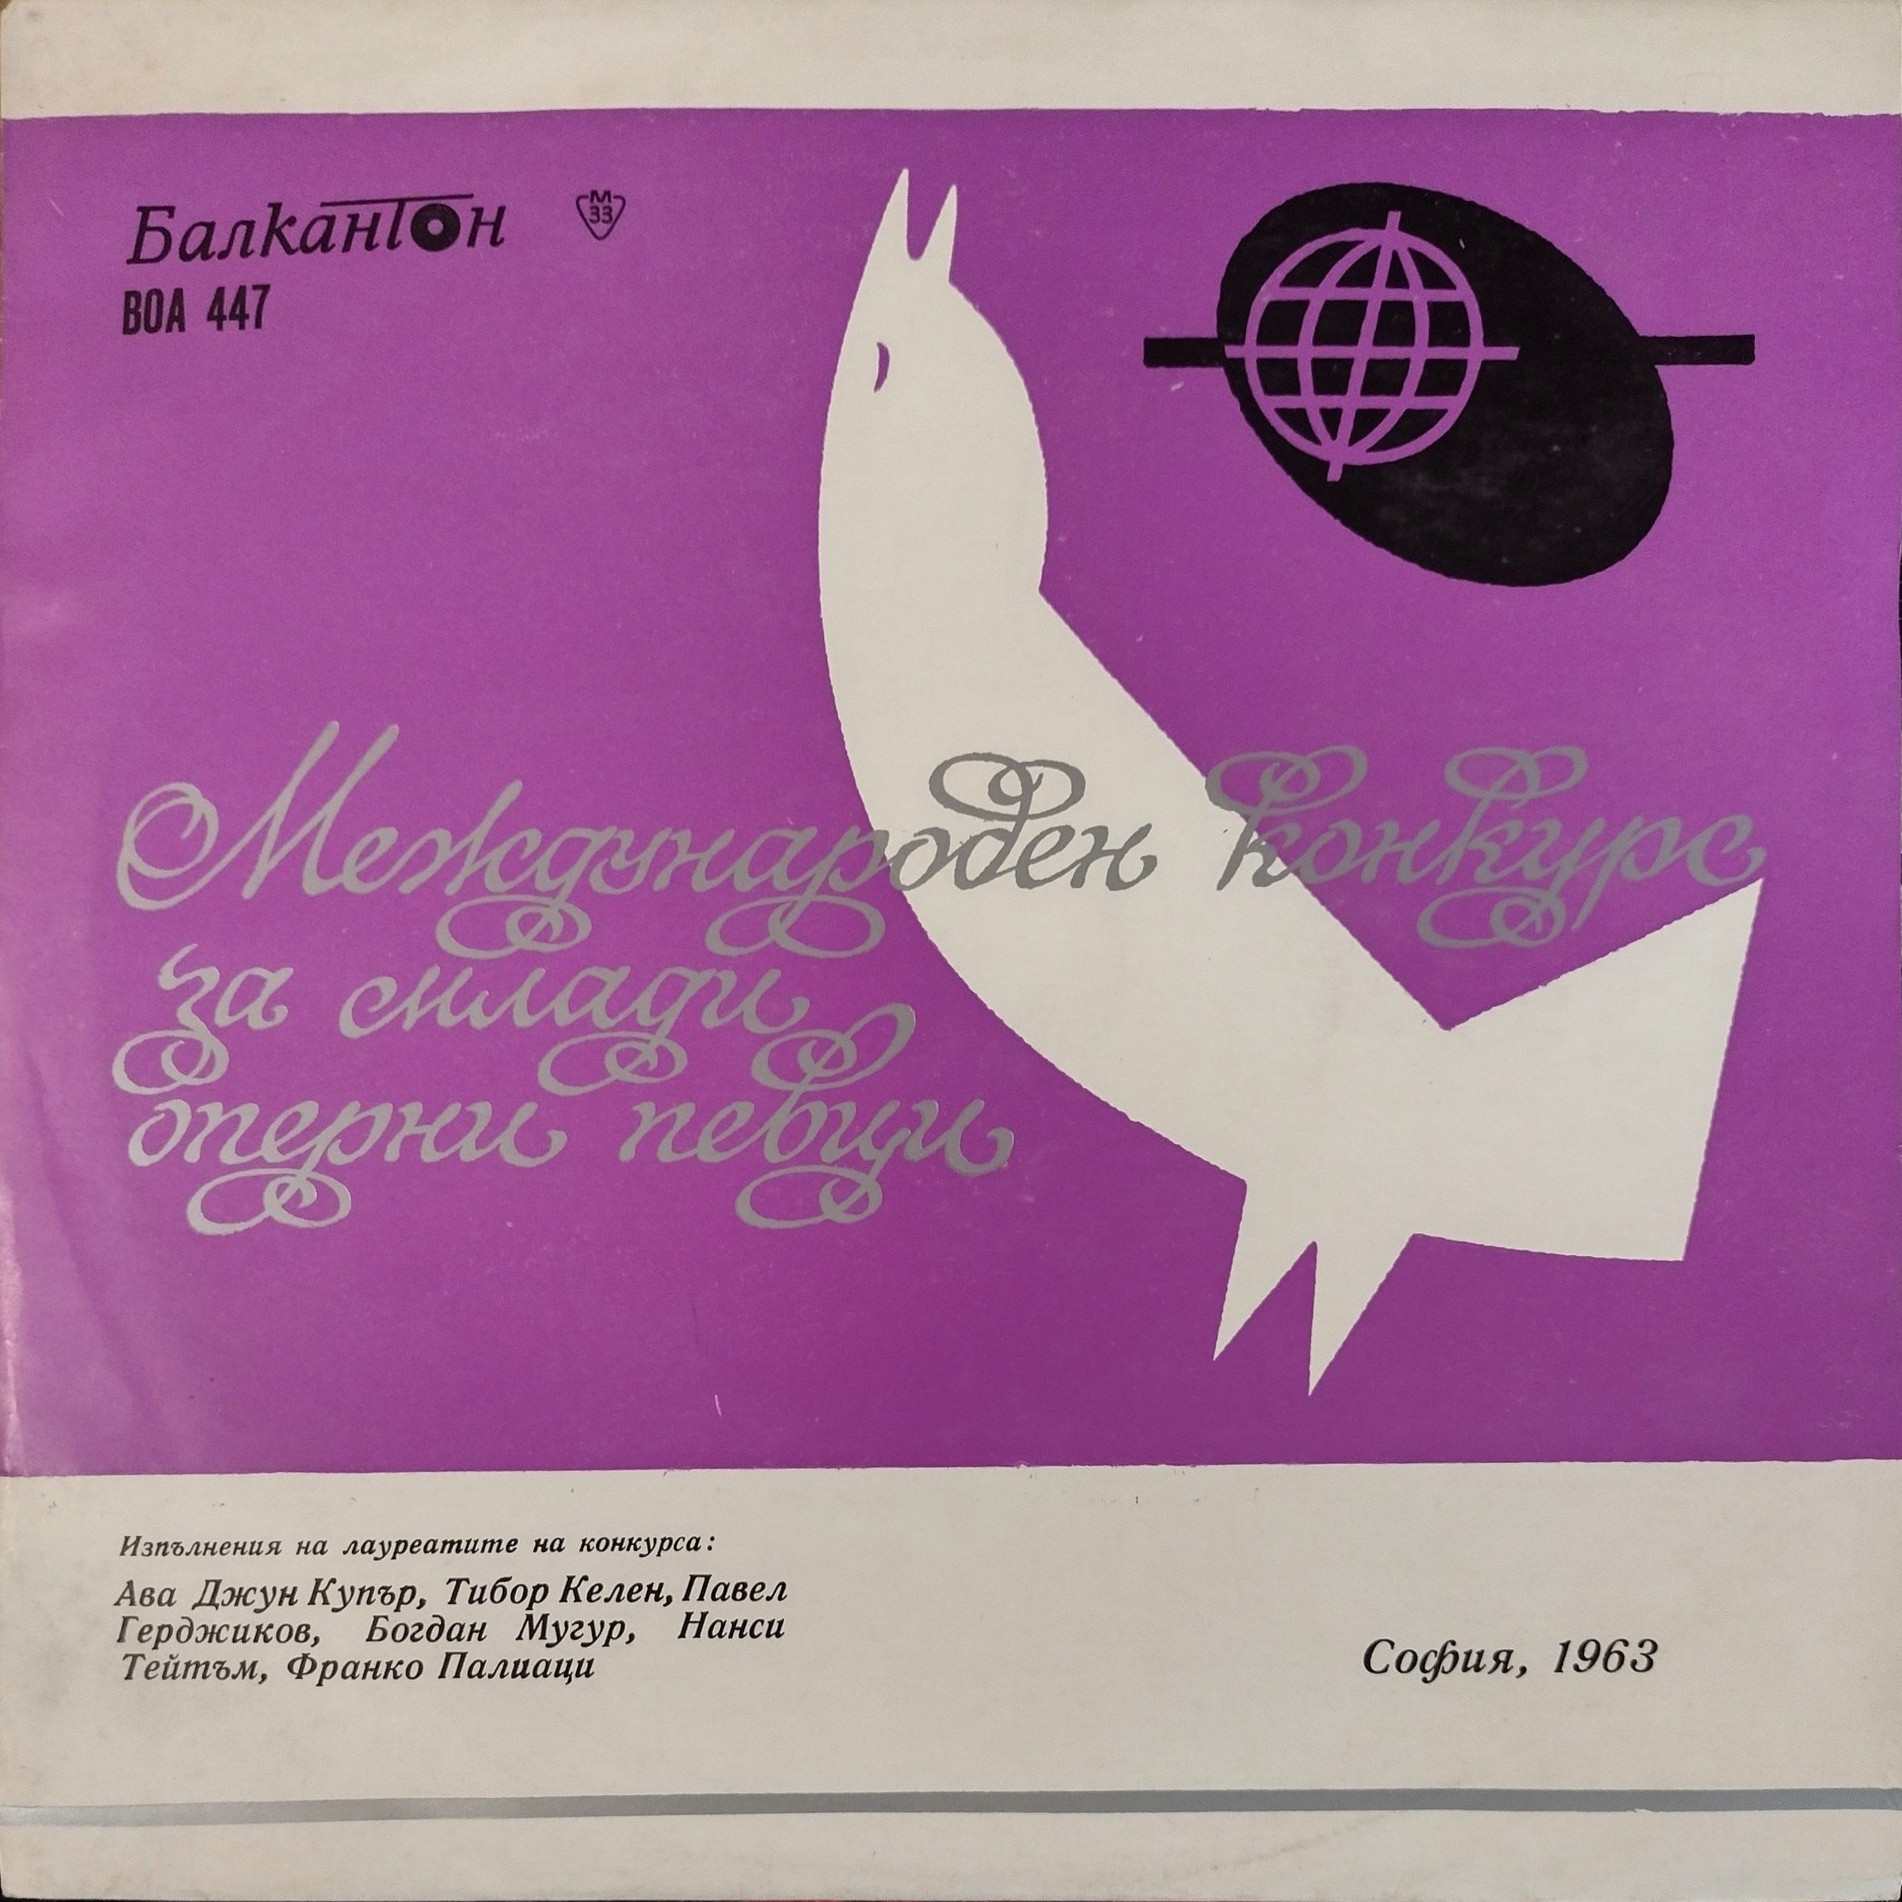 Балкантон
М
33
ВОА 447
Международен конкурс
за млади
оперни певци
Изпълнения на лауреатите на конкурса:
Ава Джун Купър, Тибор Келен, Павел
Герджиков, Богдан Мугур, Нанси
Тейтъм, Франко Палиаци
София, 1963